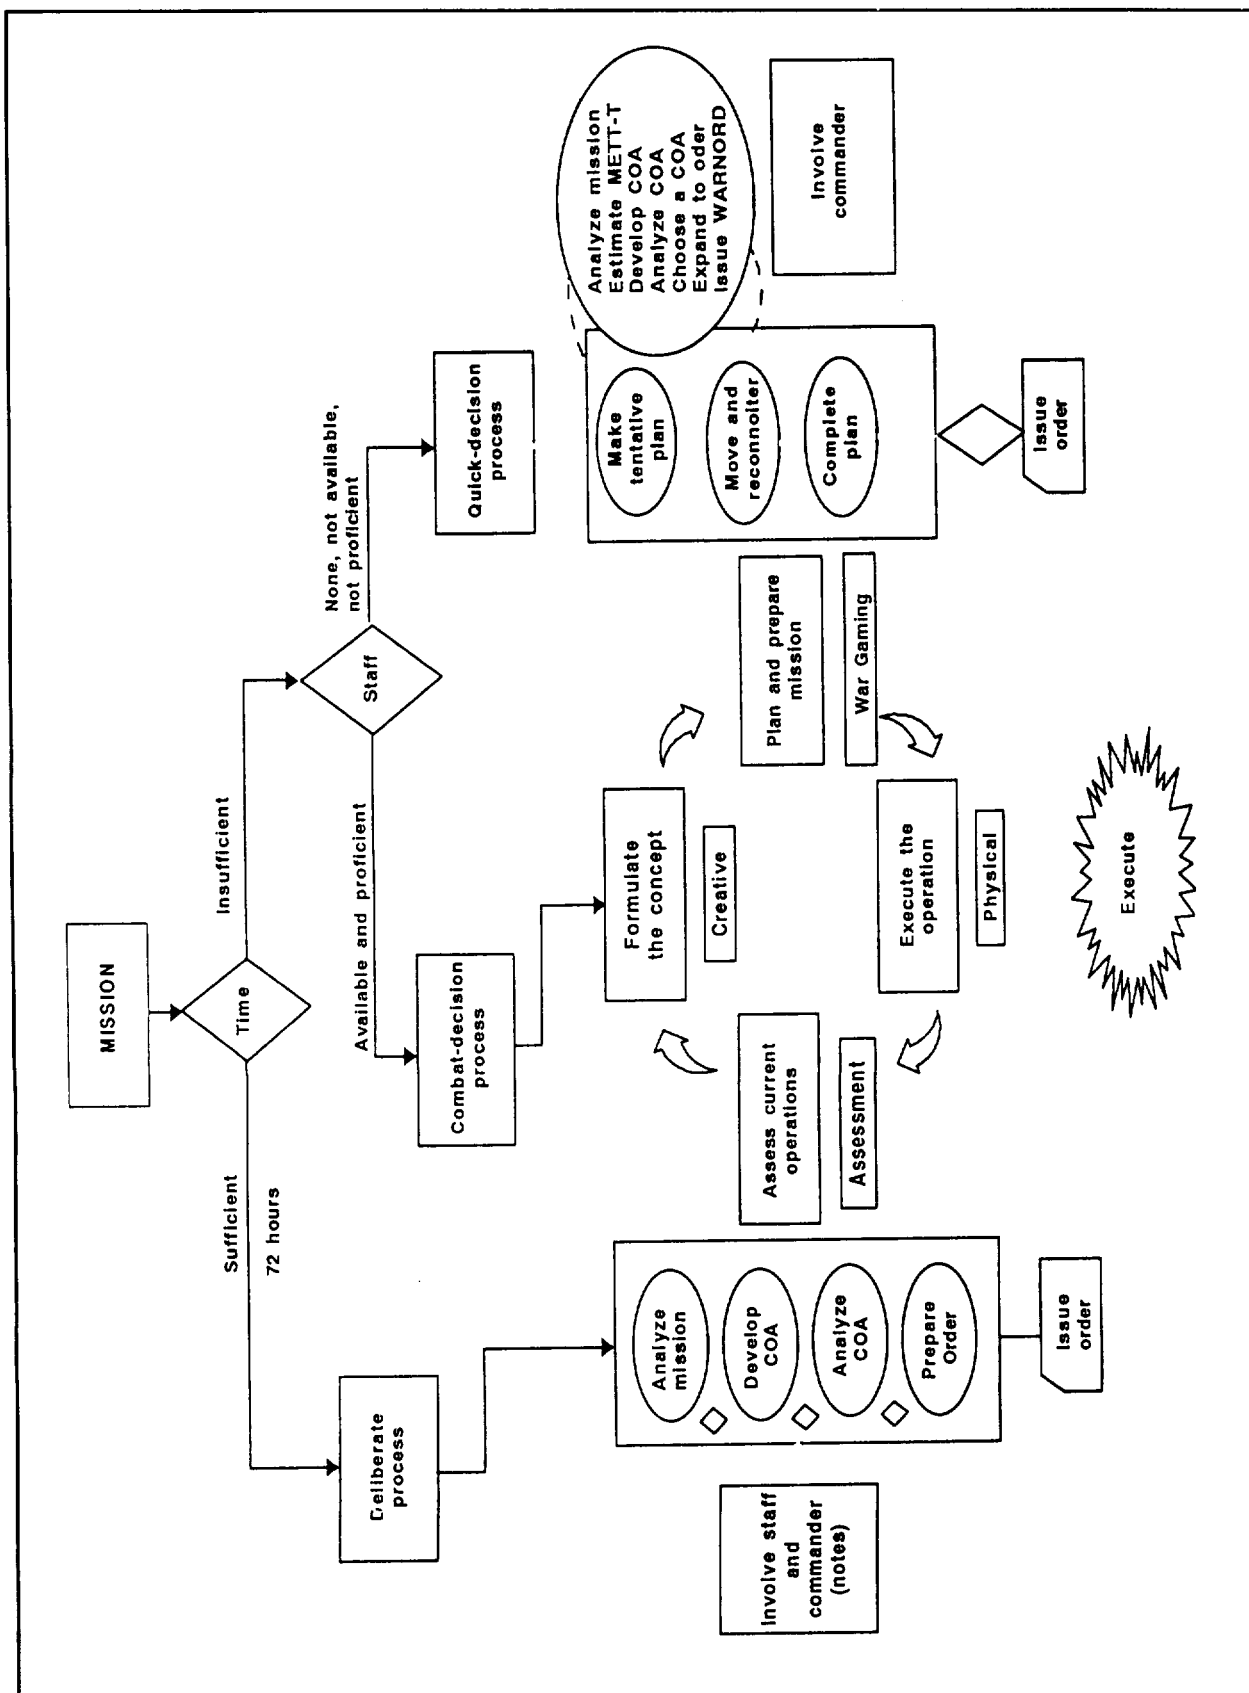 MISSION
Time
Sufficient
72 hours
Insufficient
Staff
Available and proficient
None, not available,
not proficient
Deliberate
process
Combat-decision
process
Quick-decision
process
Analyze
mission
Develop
COA
Analyze
COA
Prepare
Order
Issue
order
Involve staff
and
commander
(notes)
Formulate
the concept
Creative
Assess current
operations
Assessment
Plan and prepare
mission
War Gaming
Execute the
operation
Physical
Execute
Make
tentative
plan
Move and
reconnoiter
Complete
plan
Issue
order
Analyze mission
Estimate METT-T
Develop COA
Analyze COA
Choose a COA
Expand to oder
Issue WARNORD
Involve
commander